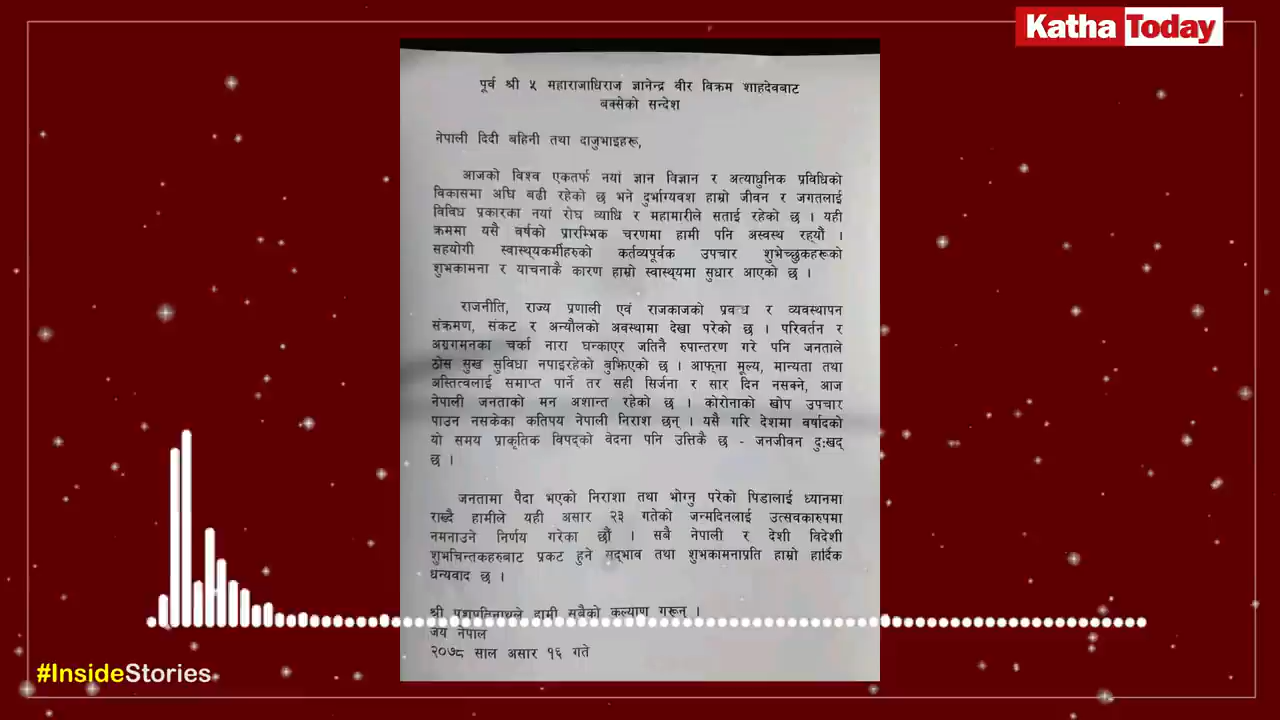 Katha Today
पूर्व श्री ५ महाराजाधिराज ज्ञानेन्द्र वीर विक्रम शाहदेवबाट
बक्सेको सन्देश
नेपाली दिदी बहिनी तथा दाजुभाइहरू,
आजको विश्व एकतर्फ नयां ज्ञान विज्ञान र अत्याधुनिक प्रविधिको
विकासमा अघि बढी रहेको छ भने दुर्भाग्यवश हाम्रो जीवन र जगतलाई
विविध प्रकारका नयां रोघ व्याधि र महामारीले सताई रहेको छ । यही
क्रममा यसै वर्षको प्रारम्भिक चरणमा हामी पनि अस्वस्थ रह्यौं ।
सहयोगी स्वास्थ्यकर्मीहरुको कर्तव्यपूर्वक उपचार शुभेच्छुकहरूको
शुभकामना र याचनाकै कारण हाम्रो स्वास्थ्यमा सुधार आएको छ ।
राजनीति, राज्य प्रणाली एवं राजकाजको प्रवन्ध र व्यवस्थापन
संक्रमण, संकट र अन्यौलको अवस्थामा देखा परेको छ । परिवर्तन र
अग्रगमनका चर्का नारा घन्काएर जतिनै रुपान्तरण गरे पनि जनताले
ठोस सुख सुविधा नपाइरहेको बुझिएको छ । आफ्ना मूल्य, मान्यता तथा
अस्तित्वलाई समाप्त पार्ने तर सही सिर्जना र सार दिन नसक्ने, आज
नेपाली जनताको मन अशान्त रहेको छ । कोरोनाको खोप उपचार
पाउन नसकेका कतिपय नेपाली निराश छन् । यसै गरि देशमा वर्षादको
यो समय प्राकृतिक विपद्को वेदना पनि उत्तिकै छ - जनजीवन दुःखद्
छ ।
जनतामा पैदा भएको निराशा तथा भोग्नु परेको पिडालाई ध्यानमा
राख्दै हामीले यही असार २३ गतेको जन्मदिनलाई उत्सवकारुपमा
नमनाउने निर्णय गरेका छौं । सबै नेपाली र देशी विदेशी
शुभचिन्तकहरुबाट प्रकट हुने सद्भाव तथा शुभकामनाप्रति हाम्रो हार्दिक
धन्यवाद छ ।
श्री पशुपतिनाथले हामी सबैको कल्याण गरून् ।
जय नेपाल
२०७८ साल असार १६ गते
#InsideStories